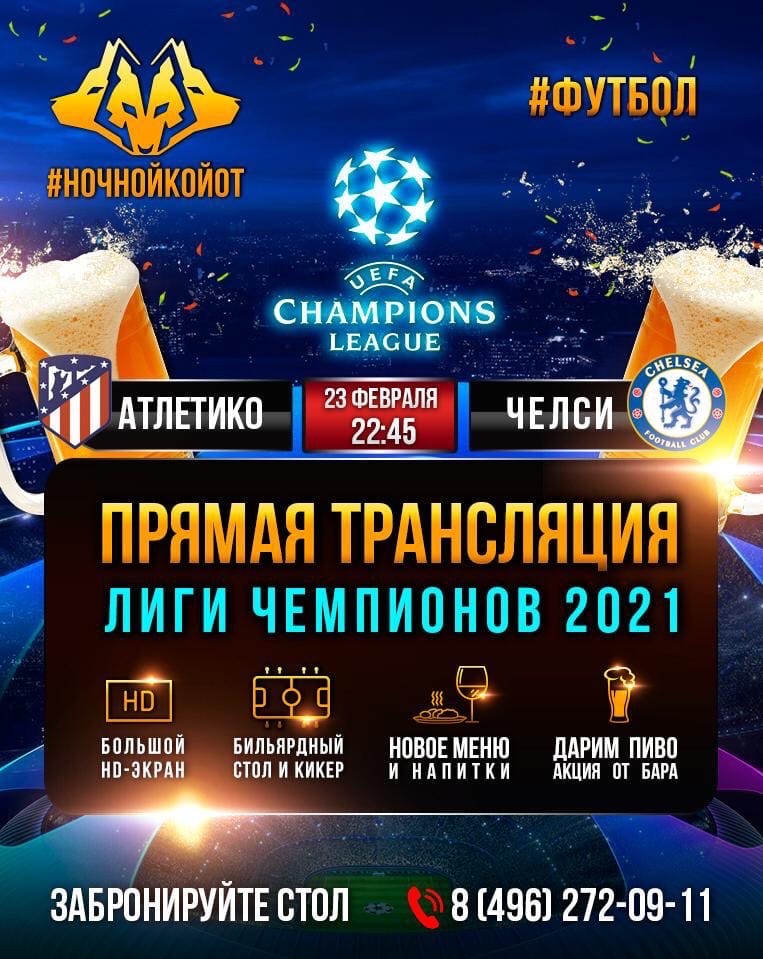 #НОЧНОЙКОЙОТ
#ФУТБОЛ
UEFA
CHAMPIONS
LEAGUE
АТЛЕТИКО
23 ФЕВРАЛЯ
22:45
ЧЕЛСИ
CHELSEA
FOOTBALL CLUB
ПРЯМАЯ ТРАНСЛЯЦИЯ
ЛИГИ ЧЕМПИОНОВ 2021
HD
БОЛЬШОЙ
HD-ЭКРАН
БИЛЬЯРДНЫЙ
СТОЛ И КИКЕР
НОВОЕ МЕНЮ
И НАПИТКИ
ДАРИМ ПИВО
АКЦИЯ ОТ БАРА
ЗАБРОНИРУЙТЕ СТОЛ
8 (496) 272-09-11